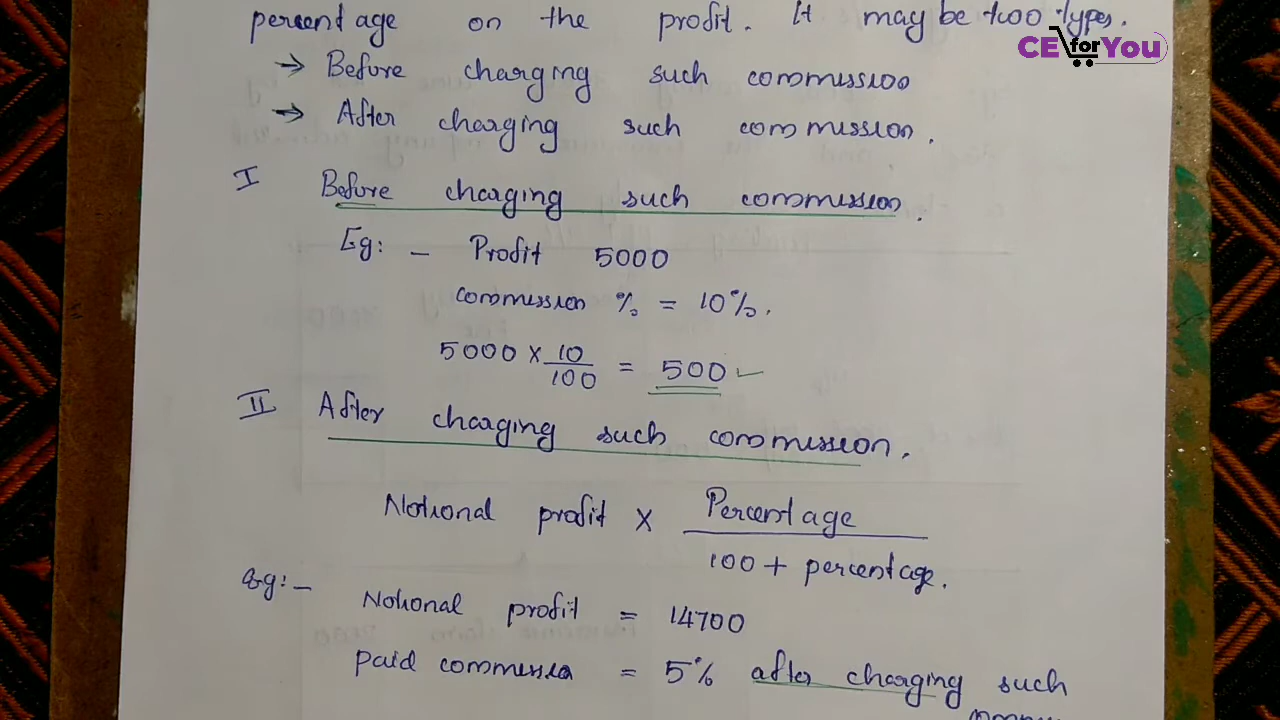 percentage on the profit. It may be two types.
CE for You
→ Before charging such commission
→ After charging such commission.
I Before charging such commission.
Eg: - Profit 5000
commission % = 10%.
5000 × 10/100 = 500 ✓
II After charging such commission.
Notional profit × Percentage / 100 + percentage.
Eg:- Notional profit = 14700
paid commission = 5% after charging such